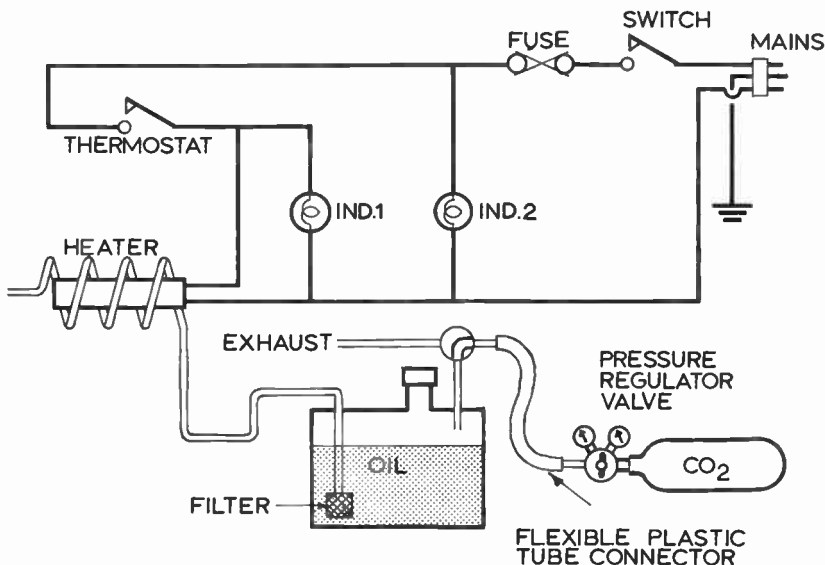 SWITCH
FUSE
MAINS
THERMOSTAT
IND.1
IND.2
HEATER
EXHAUST
PRESSURE
REGULATOR
VALVE
OIL
CO2
FILTER
FLEXIBLE PLASTIC
TUBE CONNECTOR